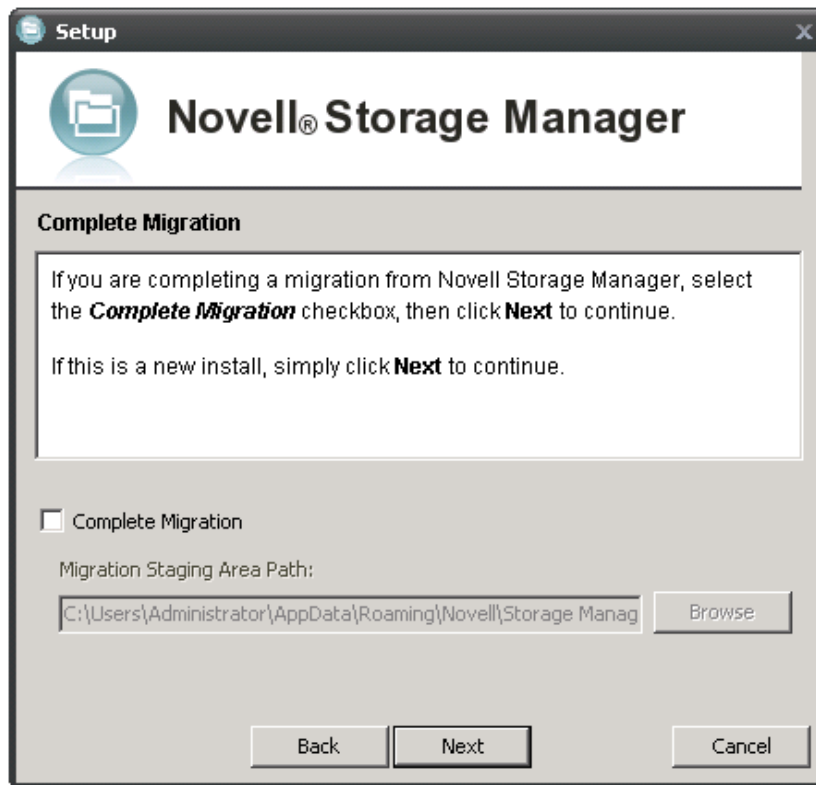 Setup
Novell® Storage Manager
Complete Migration
If you are completing a migration from Novell Storage Manager, select
the Complete Migration checkbox, then click Next to continue.
If this is a new install, simply click Next to continue.
Complete Migration
Migration Staging Area Path:
C:\Users\Administrator\AppData\Roaming\Novell\Storage Manag
Browse
Back
Next
Cancel